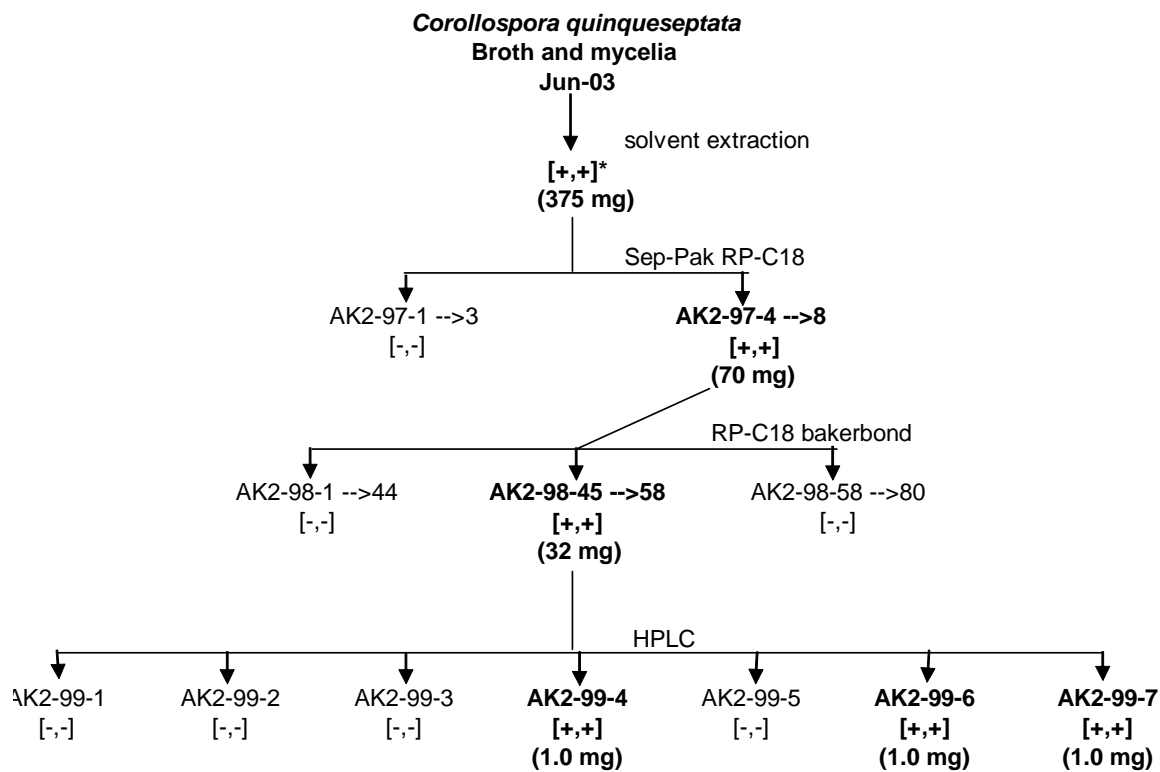 Corollospora quinqueseptata
Broth and mycelia
Jun-03
solvent extraction
[+,+]*
(375 mg)
Sep-Pak RP-C18
AK2-97-1 -->3
[-,-]
AK2-97-4 -->8
[+,+]
(70 mg)
RP-C18 bakerbond
AK2-98-1 -->44
[-,-]
AK2-98-45 -->58
[+,+]
(32 mg)
AK2-98-58 -->80
[-,-]
HPLC
AK2-99-1
[-,-]
AK2-99-2
[-,-]
AK2-99-3
[-,-]
AK2-99-4
[+,+]
(1.0 mg)
AK2-99-5
[-,-]
AK2-99-6
[+,+]
(1.0 mg)
AK2-99-7
[+,+]
(1.0 mg)